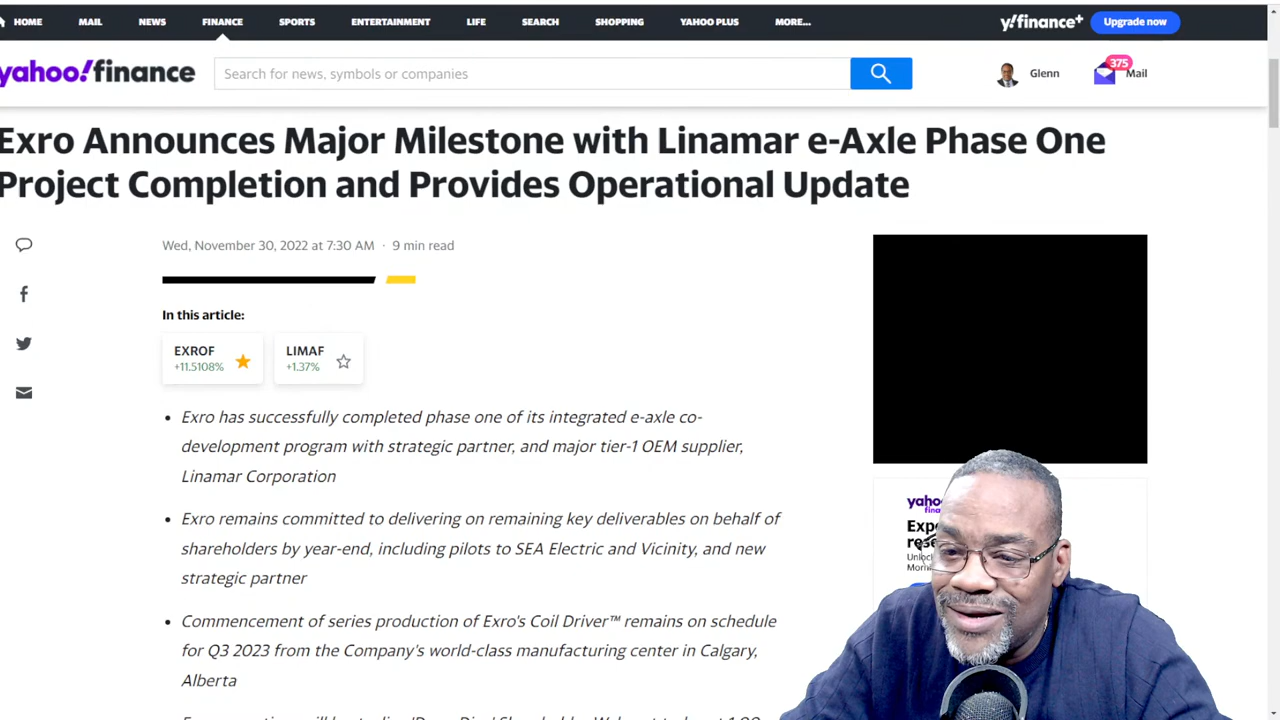 HOME MAIL NEWS FINANCE SPORTS ENTERTAINMENT LIFE SEARCH SHOPPING YAHOO PLUS MORE... y!finance+ Upgrade now
yahoo!finance Search for news, symbols or companies Glenn 375 Mail
Exro Announces Major Milestone with Linamar e-Axle Phase One
Project Completion and Provides Operational Update
Wed, November 30, 2022 at 7:30 AM · 9 min read
In this article:
EXROF LIMAF
+11.5108% +1.37%
• Exro has successfully completed phase one of its integrated e-axle co-
development program with strategic partner, and major tier-1 OEM supplier,
Linamar Corporation
• Exro remains committed to delivering on remaining key deliverables on behalf of
shareholders by year-end, including pilots to SEA Electric and Vicinity, and new
strategic partner
• Commencement of series production of Exro's Coil Driver™ remains on schedule
for Q3 2023 from the Company's world-class manufacturing center in Calgary,
Alberta